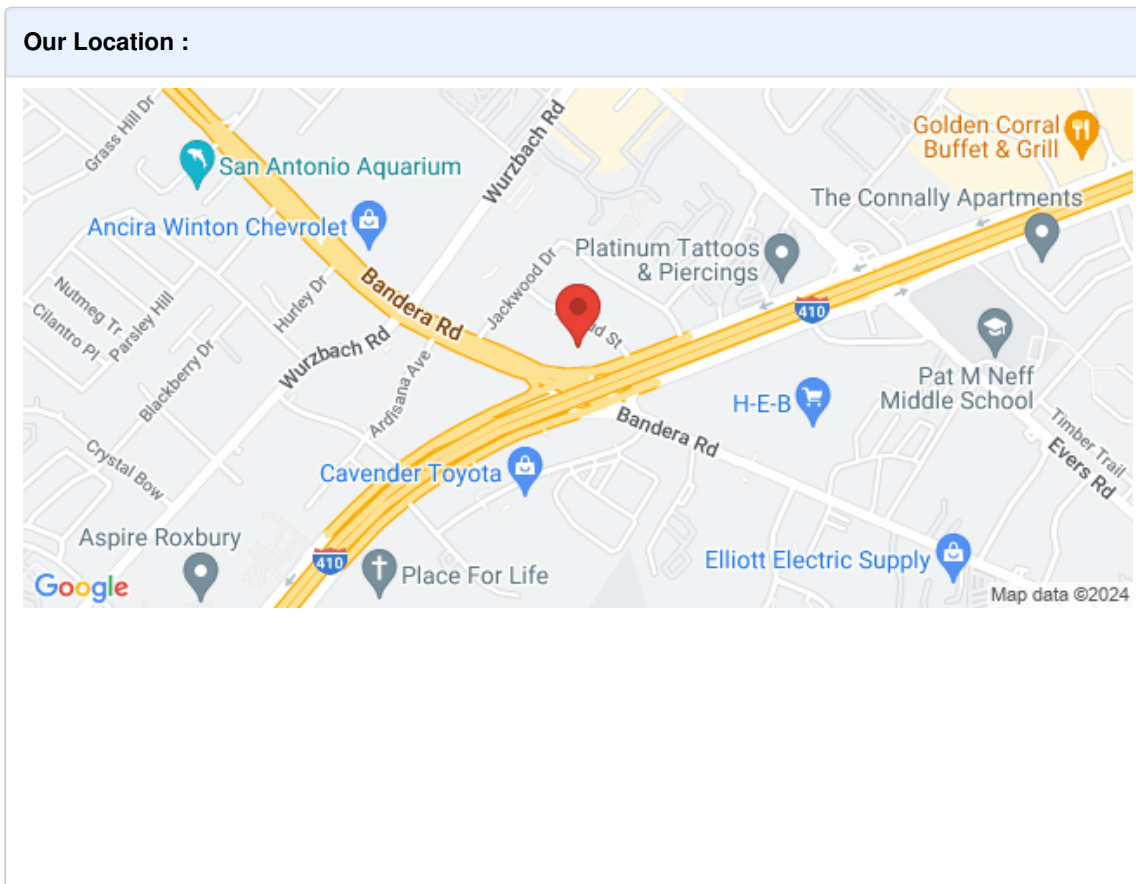 Our Location :
Grass Hill Dr
San Antonio Aquarium
Wurzbach Rd
Golden Corral
Buffet & Grill
The Connally Apartments
Ancira Winton Chevrolet
Platinum Tattoos
& Piercings
Jackwood Dr
Bandera Rd
Hurley Dr
Nutmeg Tr
Parsley Hill
Cilantro Pl
410
St
Wurzbach Rd
Ardisana Ave
Blackberry Dr
Pat M Neff
Middle School
H-E-B
Bandera Rd
Timber Trail
Evers Rd
Crystal Bow
Cavender Toyota
Aspire Roxbury
410
Place For Life
Elliott Electric Supply
Google
Map data ©2024